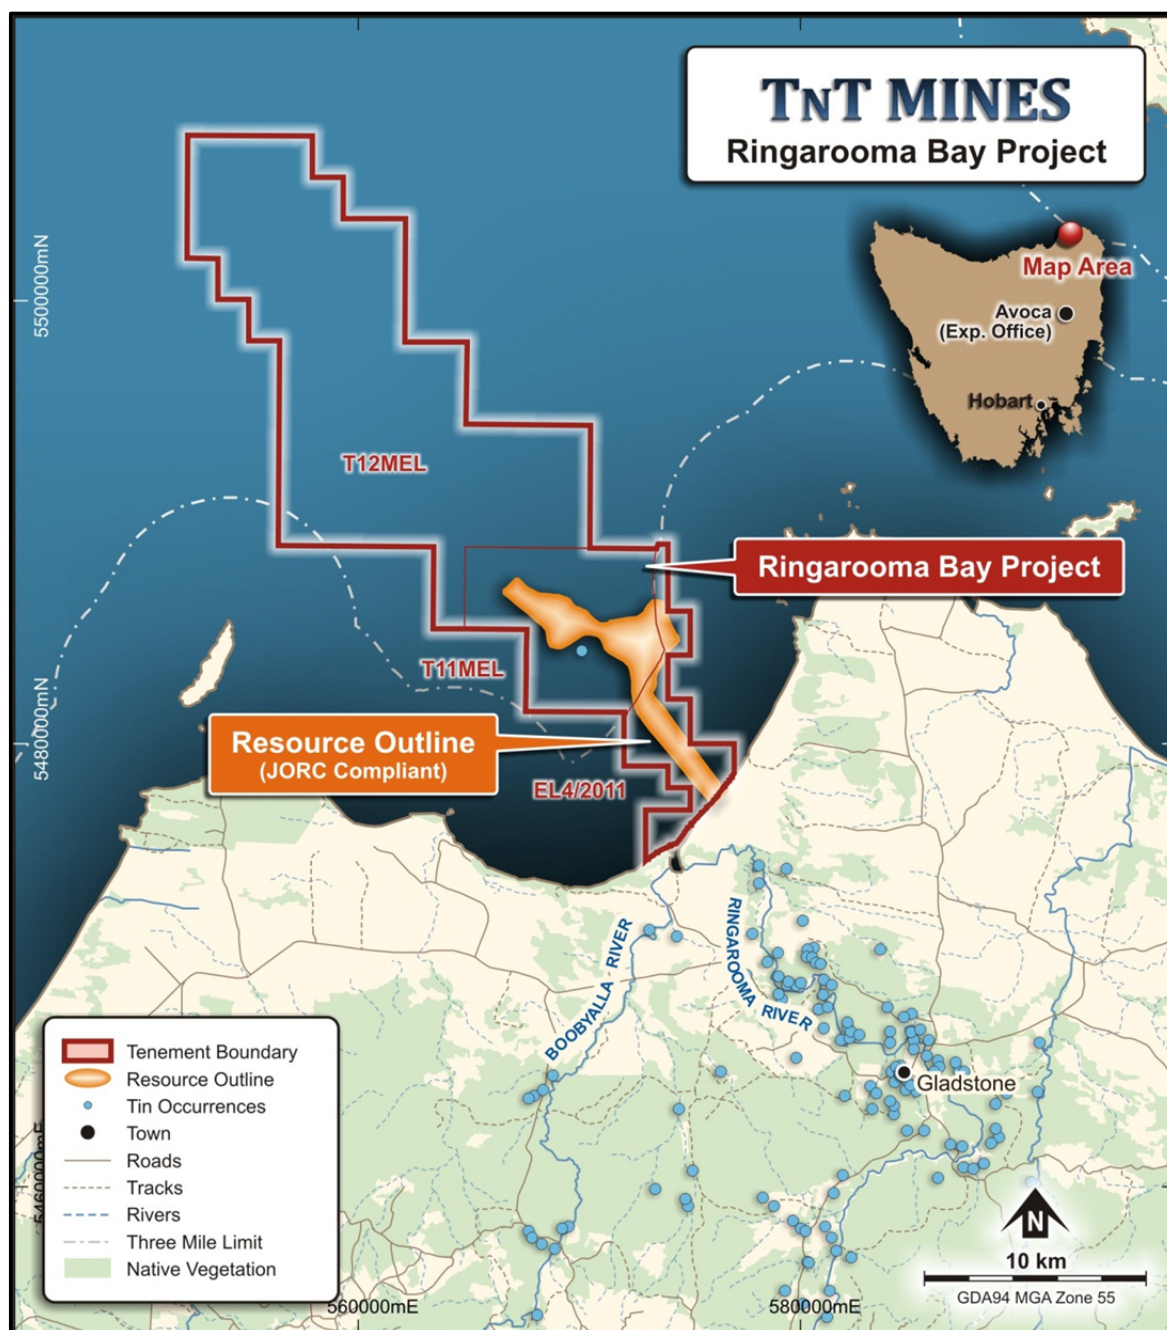 TNT MINES
Ringarooma Bay Project
Map Area
Avoca
(Exp. Office)
Hobart
5500000mN
T12MEL
Ringarooma Bay Project
T11MEL
Resource Outline
(JORC Compliant)
5480000mN
EL4/2011
BOOBYALLA RIVER
RINGAROOMA RIVER
Gladstone
Tenement Boundary
Resource Outline
Tin Occurrences
Town
Roads
Tracks
Rivers
Three Mile Limit
Native Vegetation
5460000mE
N
10 km
GDA94 MGA Zone 55
560000mE
580000mE